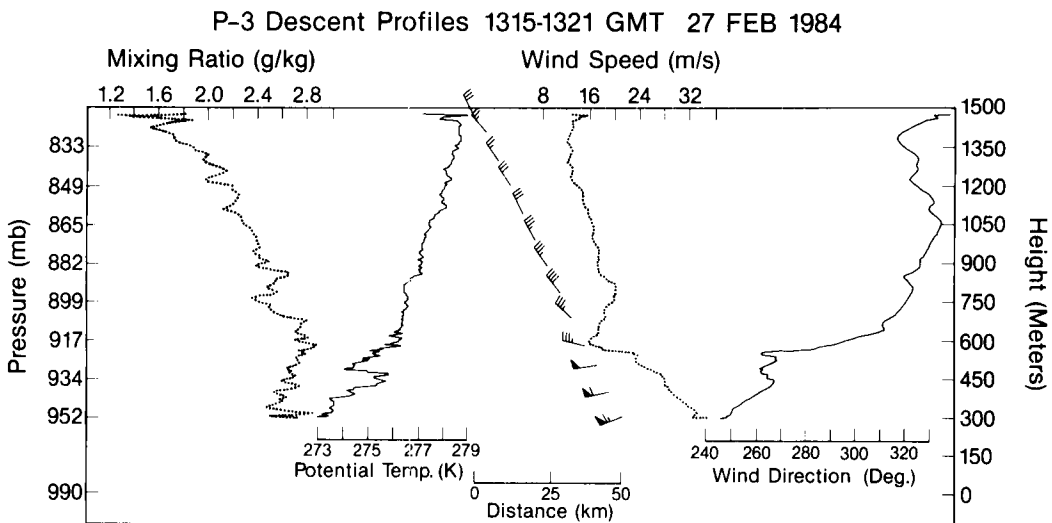 P-3 Descent Profiles 1315-1321 GMT 27 FEB 1984
Mixing Ratio (g/kg) Wind Speed (m/s)
1.2 1.6 2.0 2.4 2.8 8 16 24 32 1500
833 1350
849 1200
865 1050
882 900
899 750
917 600
934 450
952 300
990 0
150
Pressure (mb)
Height (Meters)
273 275 277 279
Potential Temp. (K)
0 25 50
Distance (km)
240 260 280 300 320
Wind Direction (Deg.)